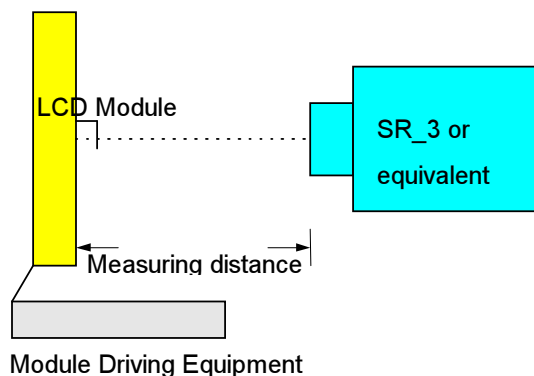 LCD Module
SR_3 or
equivalent
Measuring distance
Module Driving Equipment